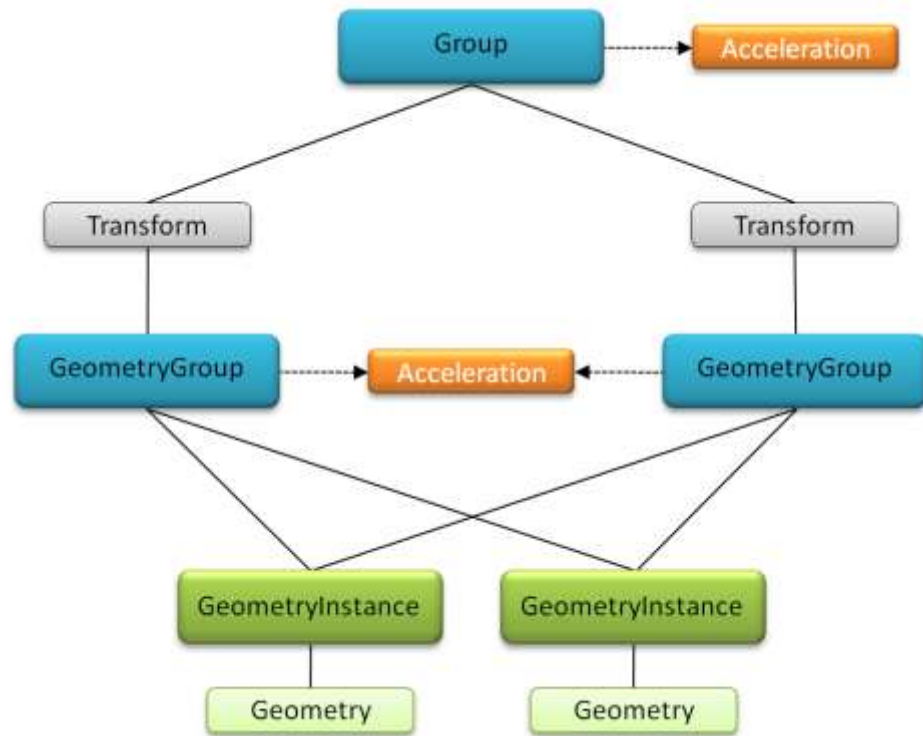 Group
Acceleration
Transform
Transform
GeometryGroup
Acceleration
GeometryGroup
GeometryInstance
GeometryInstance
Geometry
Geometry